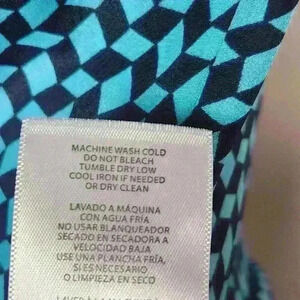 MACHINE WASH COLD
DO NOT BLEACH
TUMBLE DRY LOW
COOL IRON IF NEEDED
OR DRY CLEAN
LAVADO A MÁQUINA
CON AGUA FRÍA
NO USAR BLANQUEADOR
SECADO EN SECADORA A
VELOCIDAD BAJA
USE UNA PLANCHA FRÍA
SI ES NECESARIO
O LIMPIEZA EN SECO